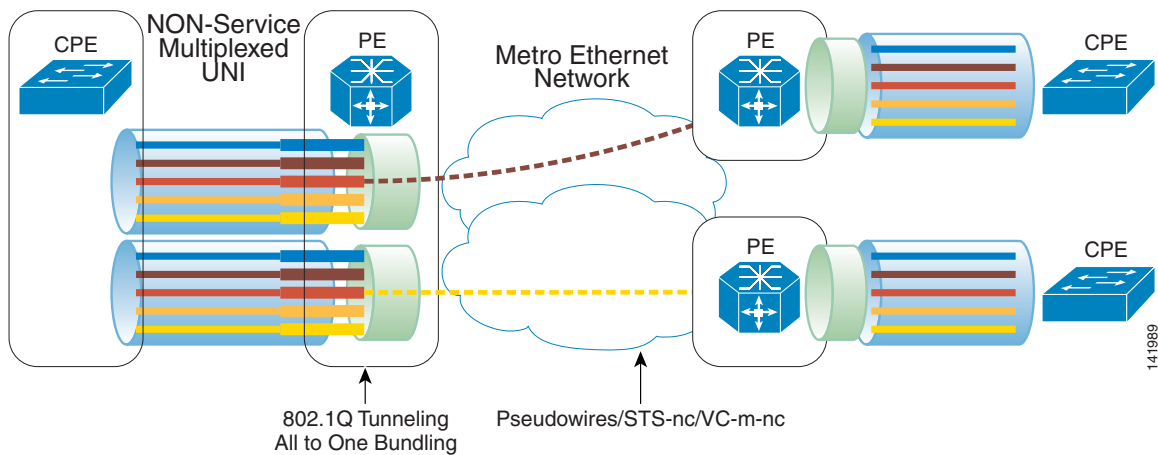 CPE
NON-Service
Multiplexed
UNI
PE
Metro Ethernet
Network
PE
CPE
PE
CPE
802.1Q Tunneling
All to One Bundling
Pseudowires/STS-nc/VC-m-nc
141989